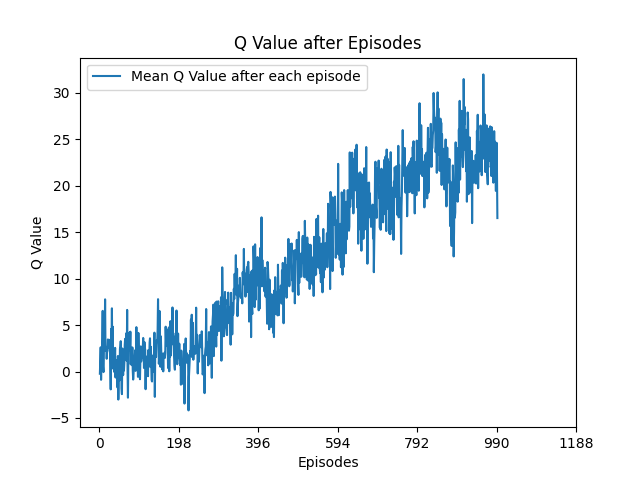 Q Value after Episodes
Mean Q Value after each episode
30
25
20
15
10
5
0
−5
Q Value
0 198 396 594 792 990 1188
Episodes